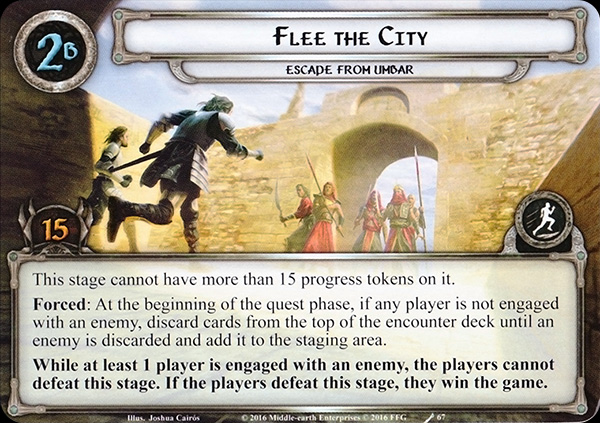 2B
FLEE THE CITY
ESCAPE FROM UMBAR
15
This stage cannot have more than 15 progress tokens on it.
Forced: At the beginning of the quest phase, if any player is not engaged
with an enemy, discard cards from the top of the encounter deck until an
enemy is discarded and add it to the staging area.
While at least 1 player is engaged with an enemy, the players cannot
defeat this stage. If the players defeat this stage, they win the game.
Illus. Joshua Cairós © 2016 Middle-earth Enterprises © 2016 FFG 67